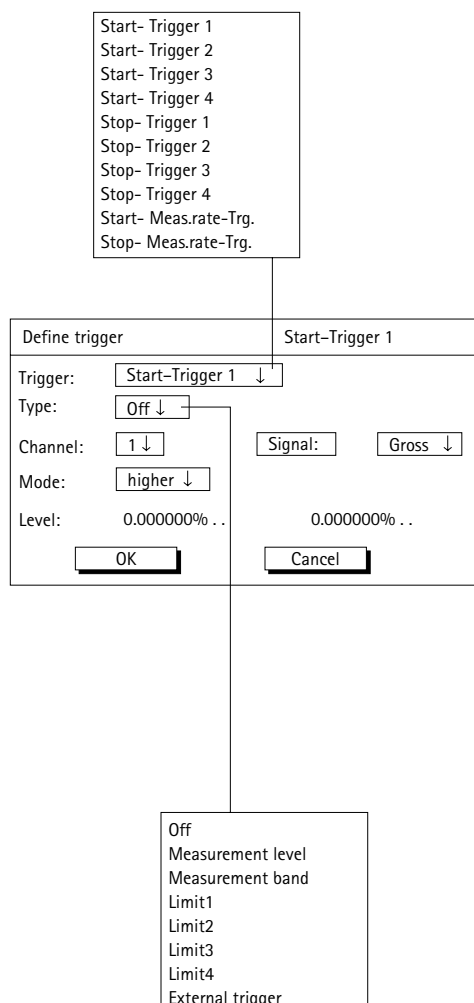 Start- Trigger 1
Start- Trigger 2
Start- Trigger 3
Start- Trigger 4
Stop- Trigger 1
Stop- Trigger 2
Stop- Trigger 3
Stop- Trigger 4
Start- Meas.rate-Trg.
Stop- Meas.rate-Trg.
Define trigger Start-Trigger 1
Trigger: Start-Trigger 1 ↓
Type: Off ↓
Channel: 1 ↓ Signal: Gross ↓
Mode: higher ↓
Level: 0.000000% . . 0.000000% . .
OK Cancel
Off
Measurement level
Measurement band
Limit1
Limit2
Limit3
Limit4
External trigger